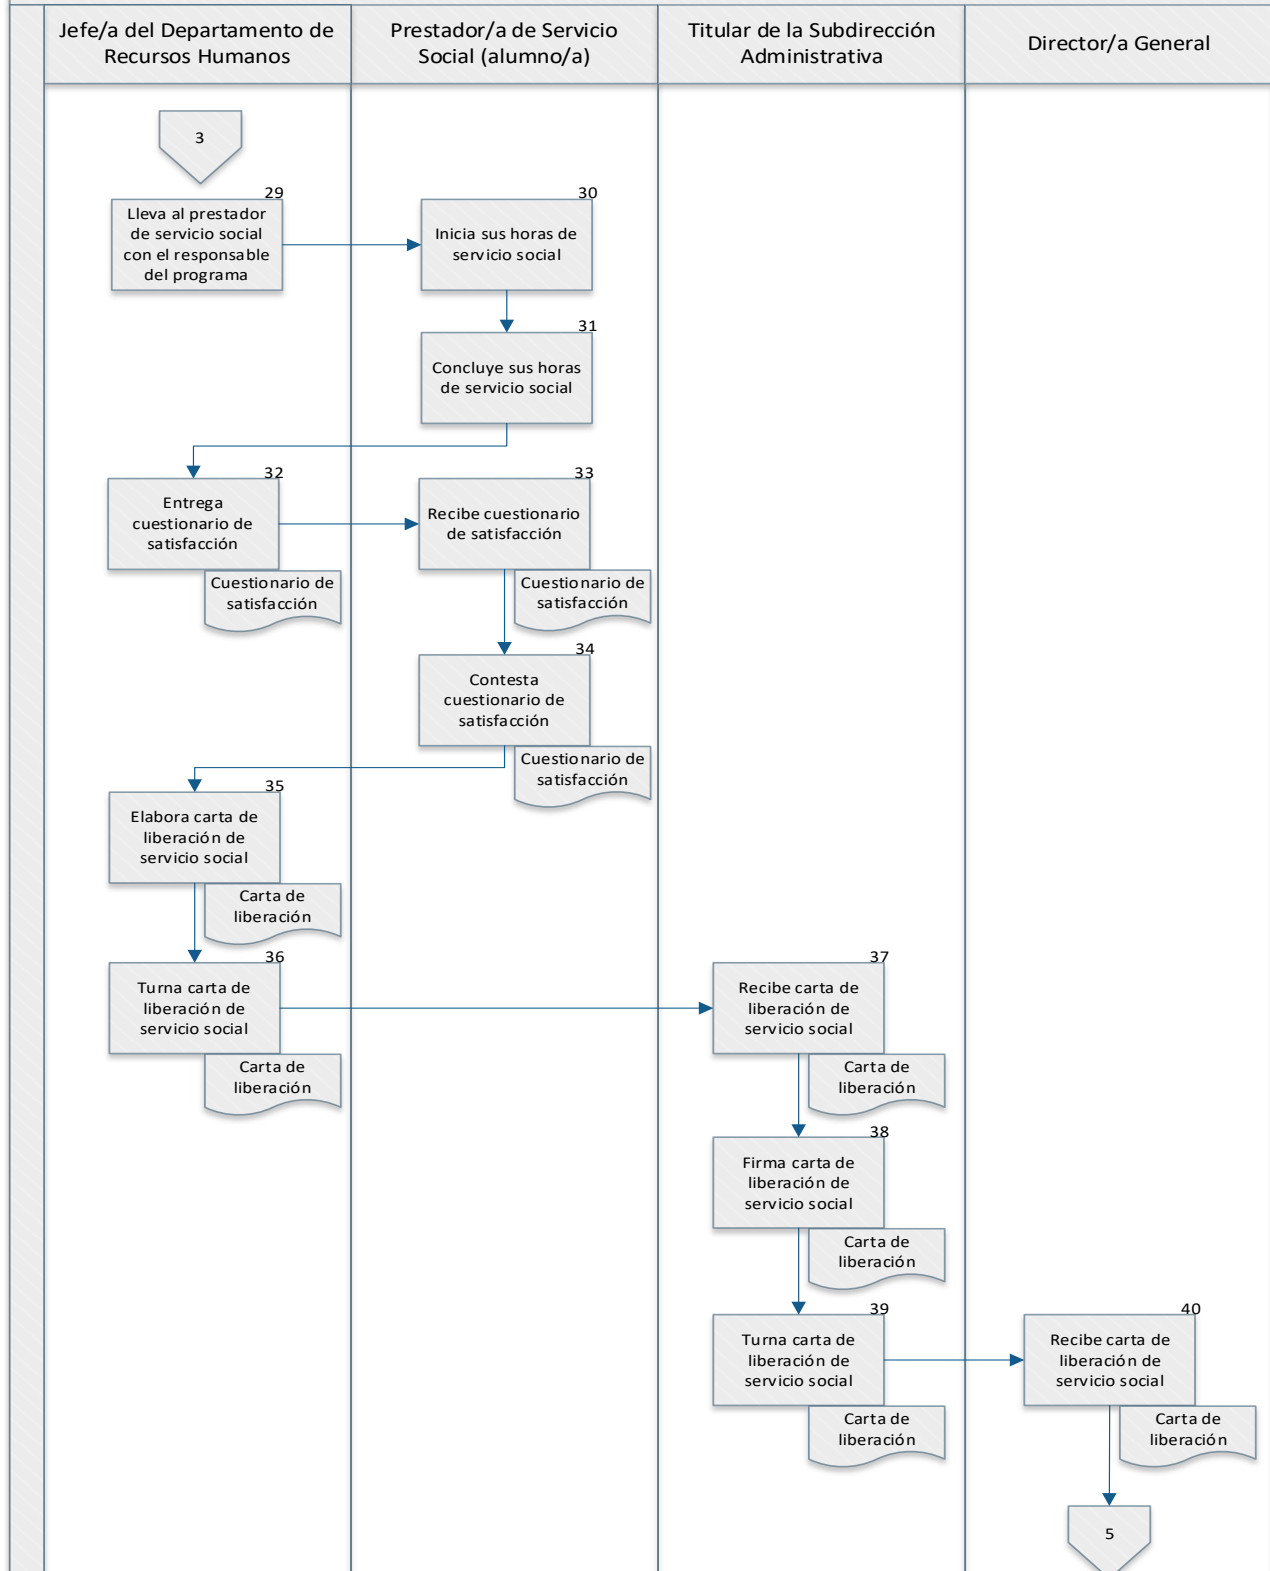 Jefe/a del Departamento de
Recursos Humanos
Prestador/a de Servicio
Social (alumno/a)
Titular de la Subdirección
Administrativa
Director/a General
3
29
Lleva al prestador
de servicio social
con el responsable
del programa
30
Inicia sus horas de
servicio social
31
Concluye sus horas
de servicio social
32
Entrega
cuestionario de
satisfacción
Cuestionario de
satisfacción
33
Recibe cuestionario
de satisfacción
Cuestionario de
satisfacción
34
Contesta
cuestionario de
satisfacción
Cuestionario de
satisfacción
35
Elabora carta de
liberación de
servicio social
Carta de
liberación
36
Turna carta de
liberación de
servicio social
Carta de
liberación
37
Recibe carta de
liberación de
servicio social
Carta de
liberación
38
Firma carta de
liberación de
servicio social
Carta de
liberación
39
Turna carta de
liberación de
servicio social
Carta de
liberación
40
Recibe carta de
liberación de
servicio social
Carta de
liberación
5